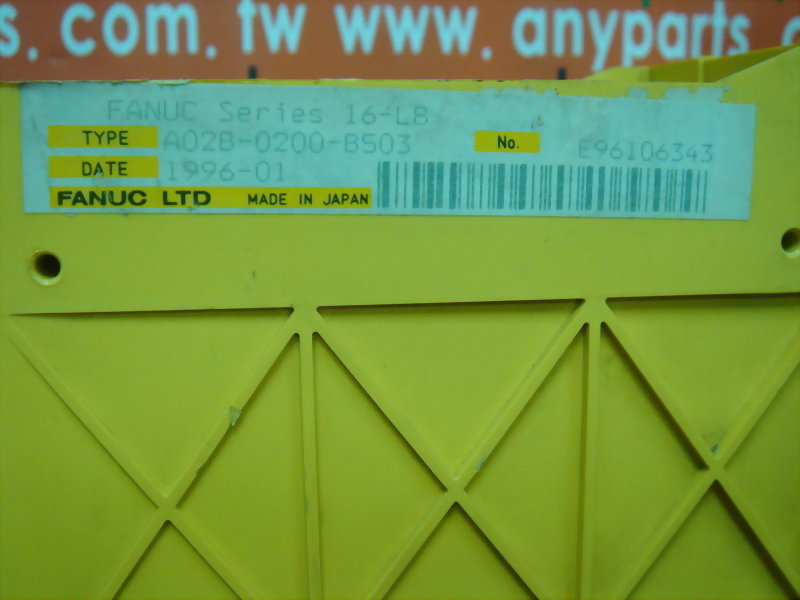 s. com. tw www. anyparts. c
FANUC Series 16-LB
TYPE A02B-0200-B503 No. E96106343
DATE 1996-01
FANUC LTD MADE IN JAPAN